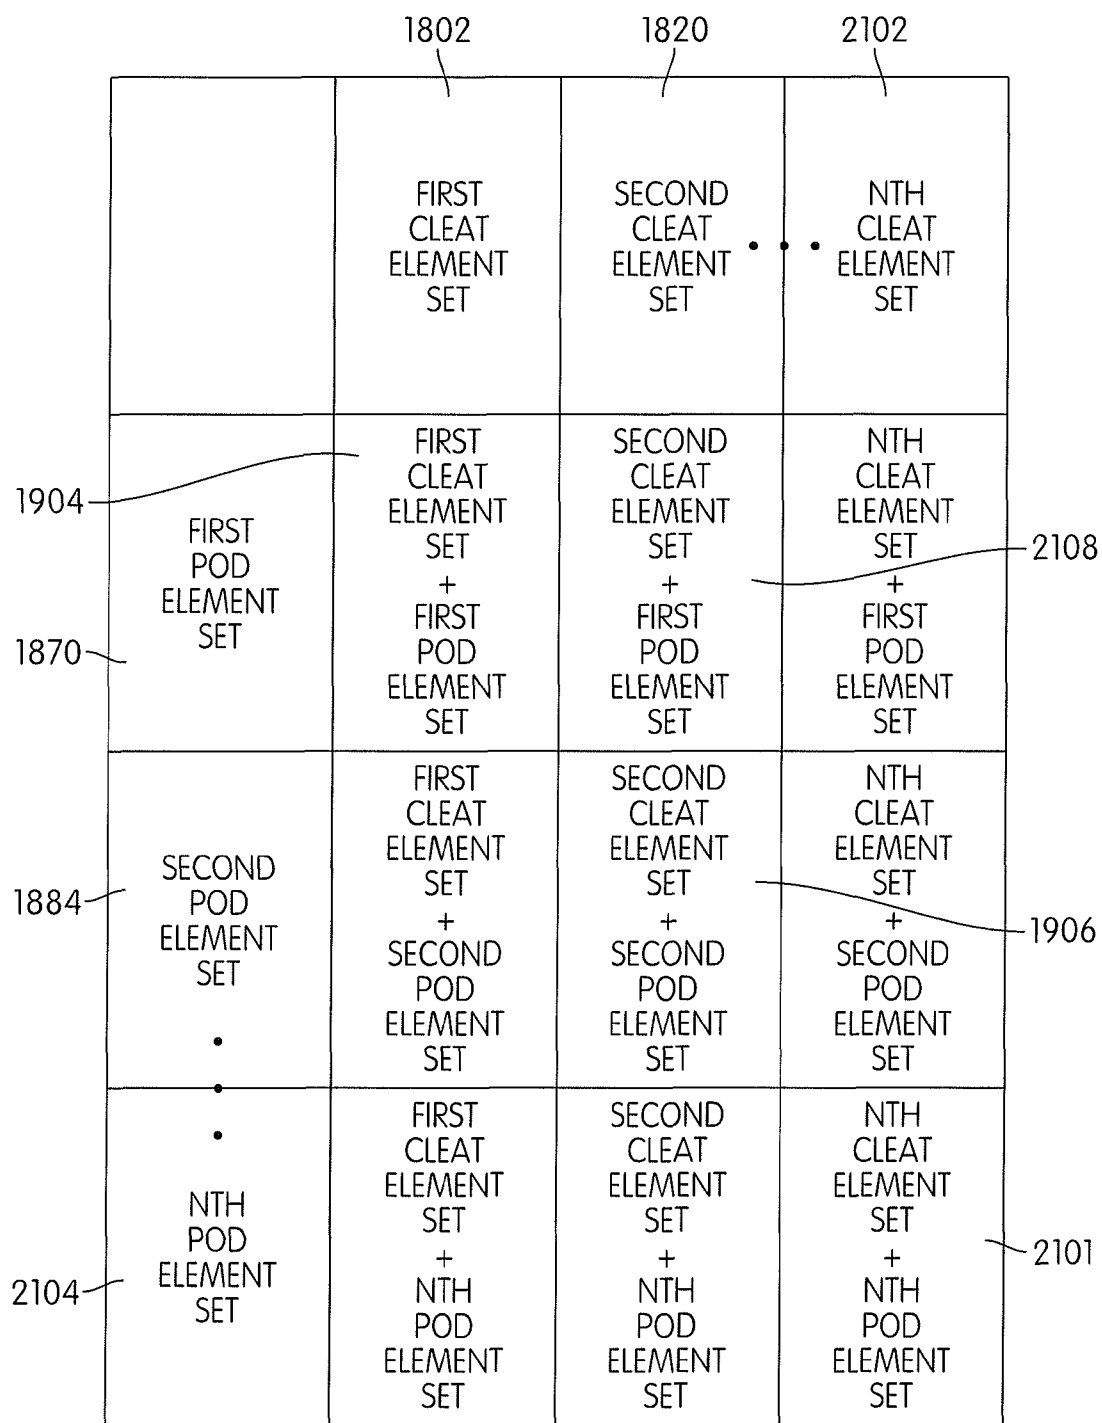 1802
1820
2102
FIRST
CLEAT
ELEMENT
SET
SECOND
CLEAT
ELEMENT
SET
NTH
CLEAT
ELEMENT
SET
1904
FIRST
POD
ELEMENT
SET
1870
FIRST
CLEAT
ELEMENT
SET
+
FIRST
POD
ELEMENT
SET
SECOND
CLEAT
ELEMENT
SET
+
FIRST
POD
ELEMENT
SET
NTH
CLEAT
ELEMENT
SET
+
FIRST
POD
ELEMENT
SET
2108
1884
SECOND
POD
ELEMENT
SET
FIRST
CLEAT
ELEMENT
SET
+
SECOND
POD
ELEMENT
SET
SECOND
CLEAT
ELEMENT
SET
+
SECOND
POD
ELEMENT
SET
NTH
CLEAT
ELEMENT
SET
+
SECOND
POD
ELEMENT
SET
1906
NTH
POD
ELEMENT
SET
2104
FIRST
CLEAT
ELEMENT
SET
+
NTH
POD
ELEMENT
SET
SECOND
CLEAT
ELEMENT
SET
+
NTH
POD
ELEMENT
SET
NTH
CLEAT
ELEMENT
SET
+
NTH
POD
ELEMENT
SET
2101